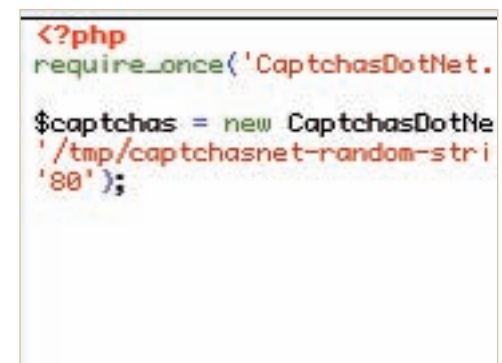 <?php
require_once('CaptchasDotNet.
$captchas = new CaptchasDotNe
'/tmp/captchasnet-random-stri
'80');